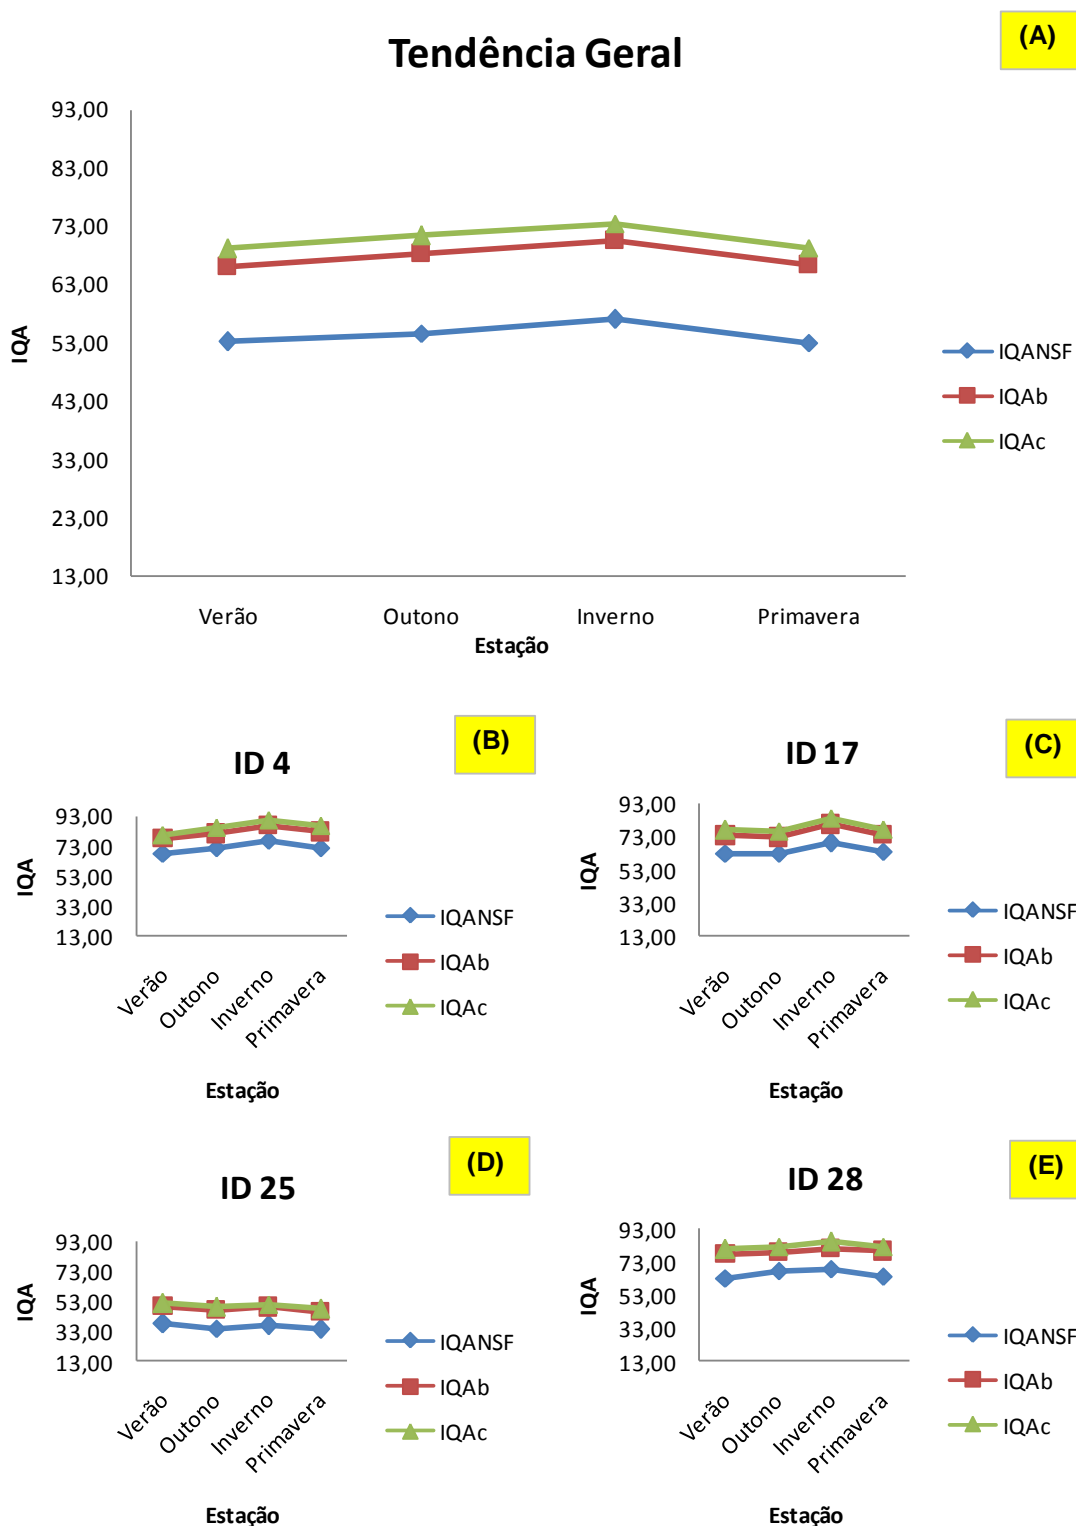 (A)
Tendência Geral
93,00
83,00
73,00
63,00
53,00
43,00
33,00
23,00
13,00
IQA
Verão
Outono
Inverno
Primavera
Estação
IQANSF
IQAb
IQAc
(B)
ID 4
93,00
73,00
53,00
33,00
13,00
IQA
Verão
Outono
Inverno
Primavera
Estação
IQANSF
IQAb
IQAc
(C)
ID 17
93,00
73,00
53,00
33,00
13,00
IQA
Verão
Outono
Inverno
Primavera
Estação
IQANSF
IQAb
IQAc
(D)
ID 25
93,00
73,00
53,00
33,00
13,00
IQA
Verão
Outono
Inverno
Primavera
Estação
IQANSF
IQAb
IQAc
(E)
ID 28
93,00
73,00
53,00
33,00
13,00
IQA
Verão
Outono
Inverno
Primavera
Estação
IQANSF
IQAb
IQAc